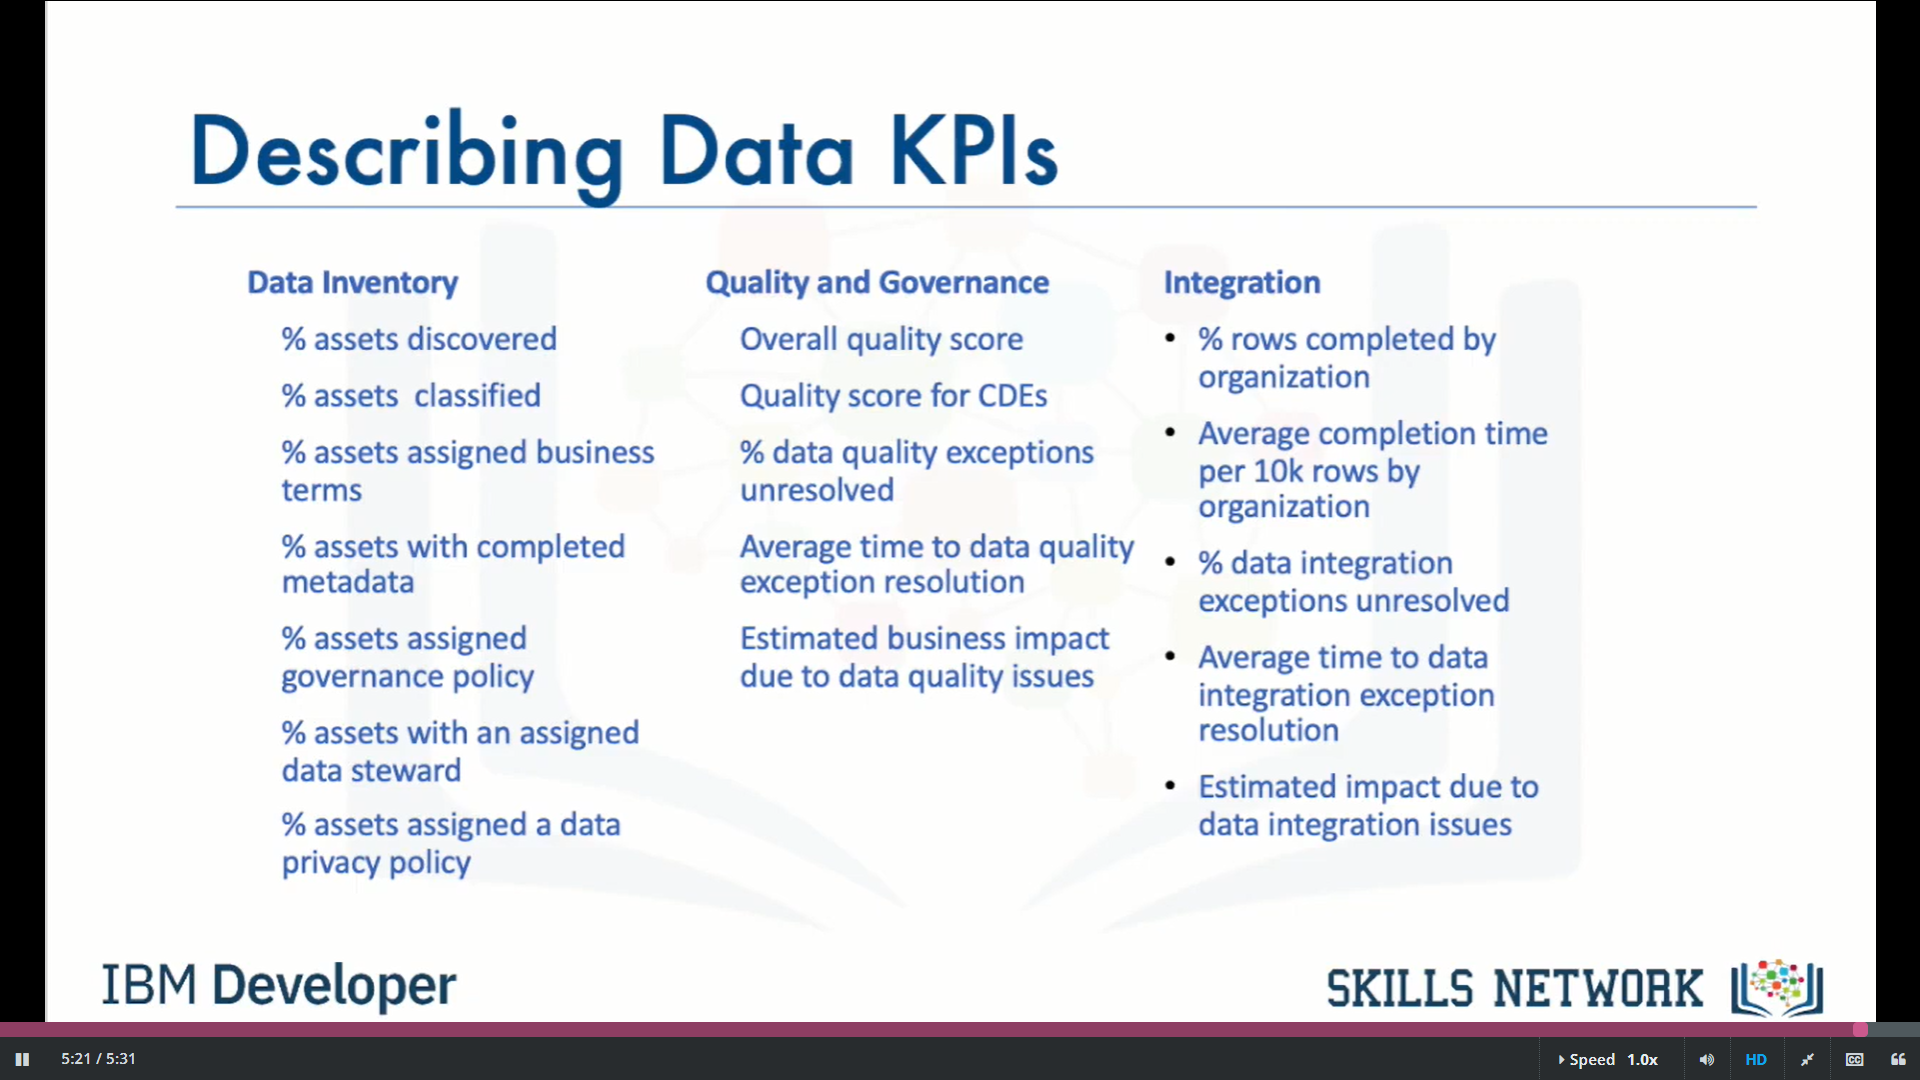 Describing Data KPIs
Data Inventory
% assets discovered
% assets classified
% assets assigned business
terms
% assets with completed
metadata
% assets assigned
governance policy
% assets with an assigned
data steward
% assets assigned a data
privacy policy
Quality and Governance
Overall quality score
Quality score for CDEs
% data quality exceptions
unresolved
Average time to data quality
exception resolution
Estimated business impact
due to data quality issues
Integration
• % rows completed by
organization
• Average completion time
per 10k rows by
organization
• % data integration
exceptions unresolved
• Average time to data
integration exception
resolution
• Estimated impact due to
data integration issues
IBM Developer
SKILLS NETWORK
5:21 / 5:31
Speed 1.0x
HD
CC